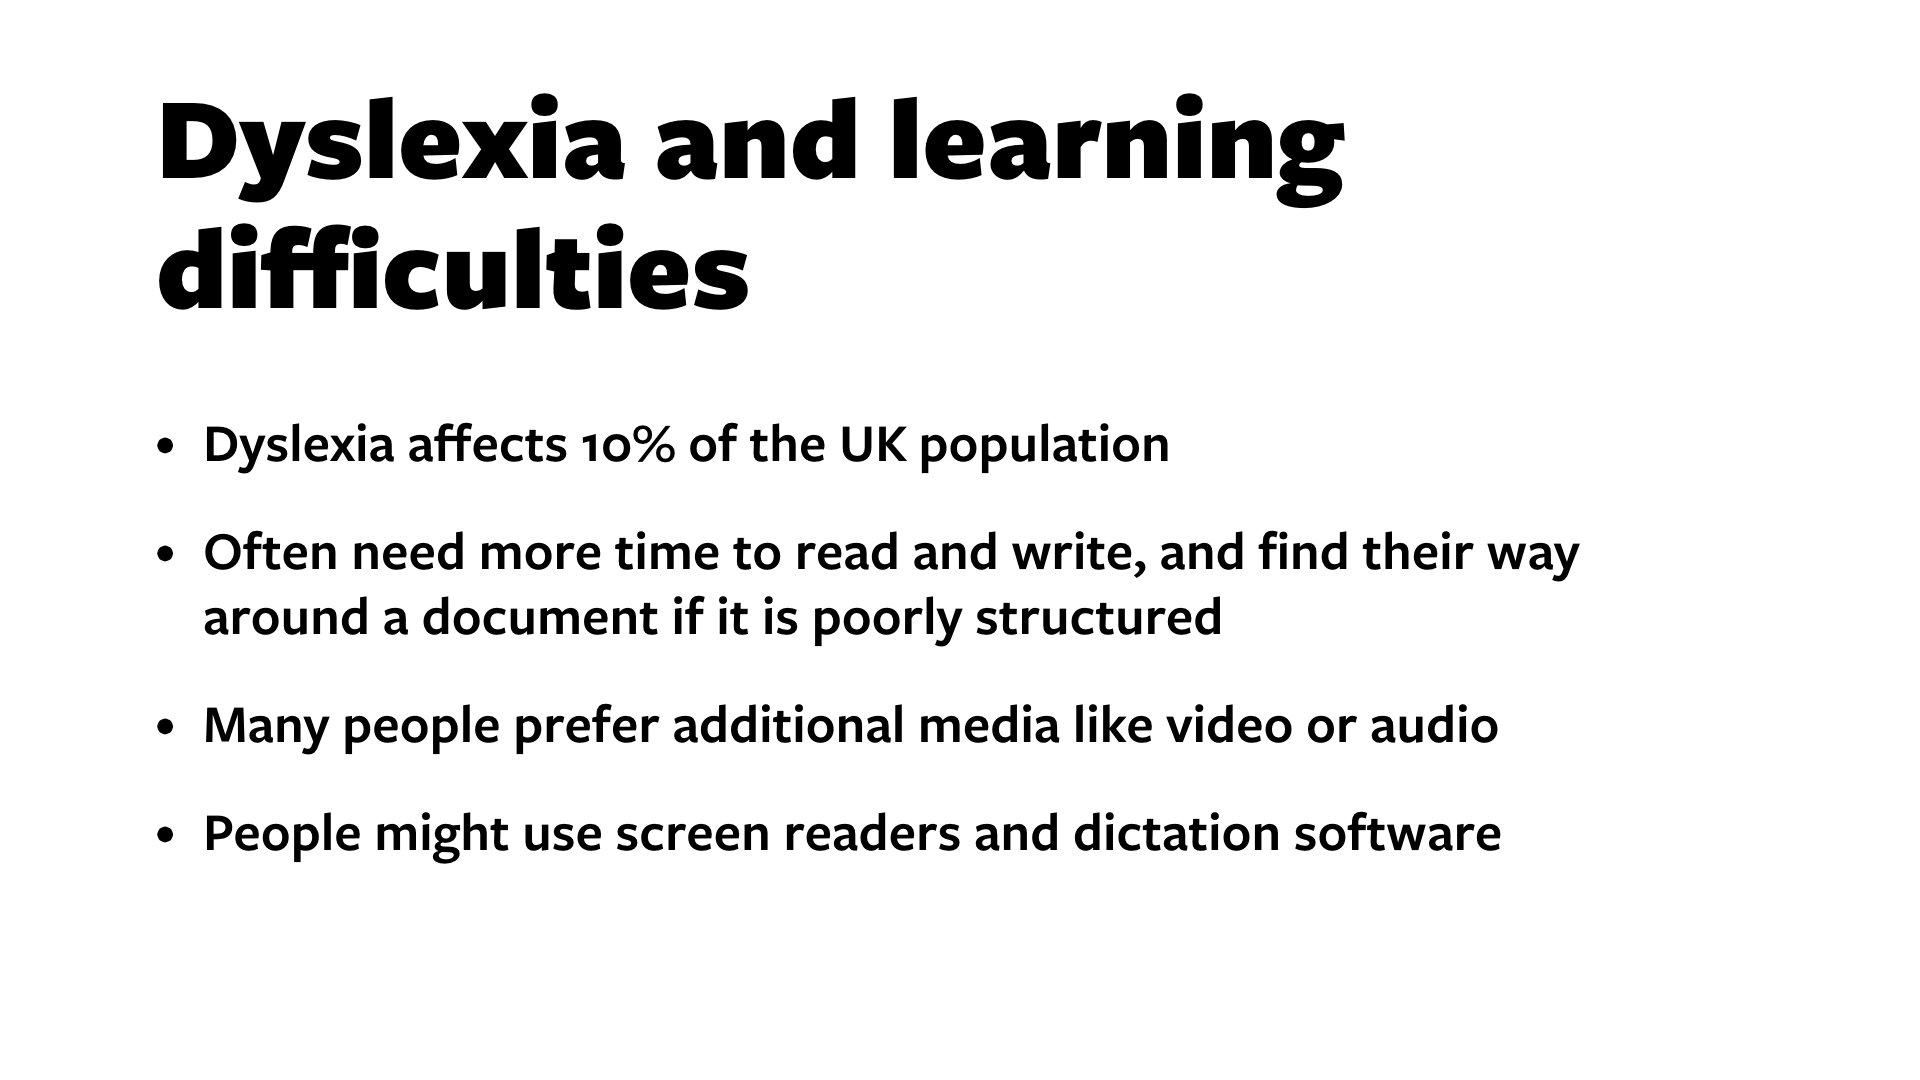 Dyslexia and learning
difficulties
• Dyslexia affects 10% of the UK population
• Often need more time to read and write, and find their way
around a document if it is poorly structured
• Many people prefer additional media like video or audio
• People might use screen readers and dictation software